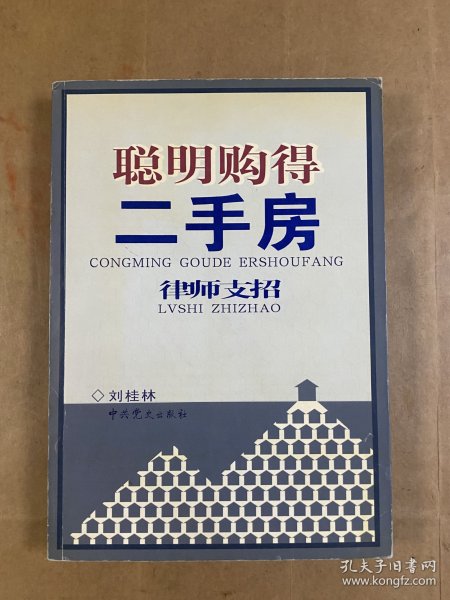 聪明购得
二手房
CONGMING GOUDE ERSHOUFANG
律师支招
LVSHI ZHIZHAO
◇刘桂林
中共党史出版社
孔夫子旧书网
www.kongfz.com